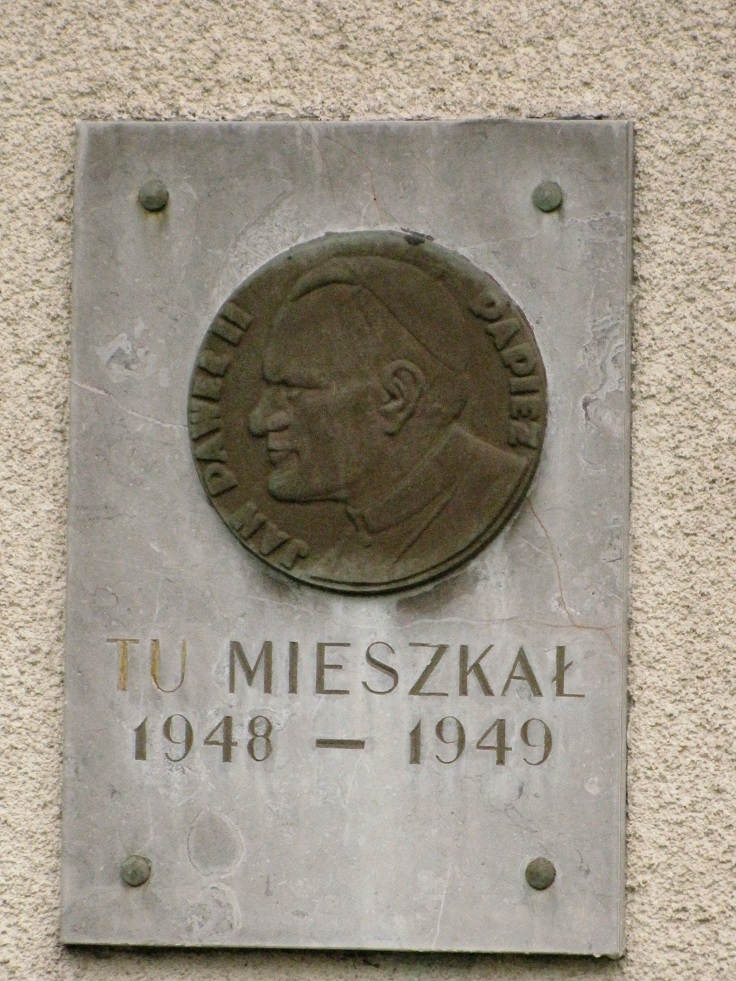 JAN PAWEŁ II PAPIEŻ
TU MIESZKAŁ
1948 – 1949